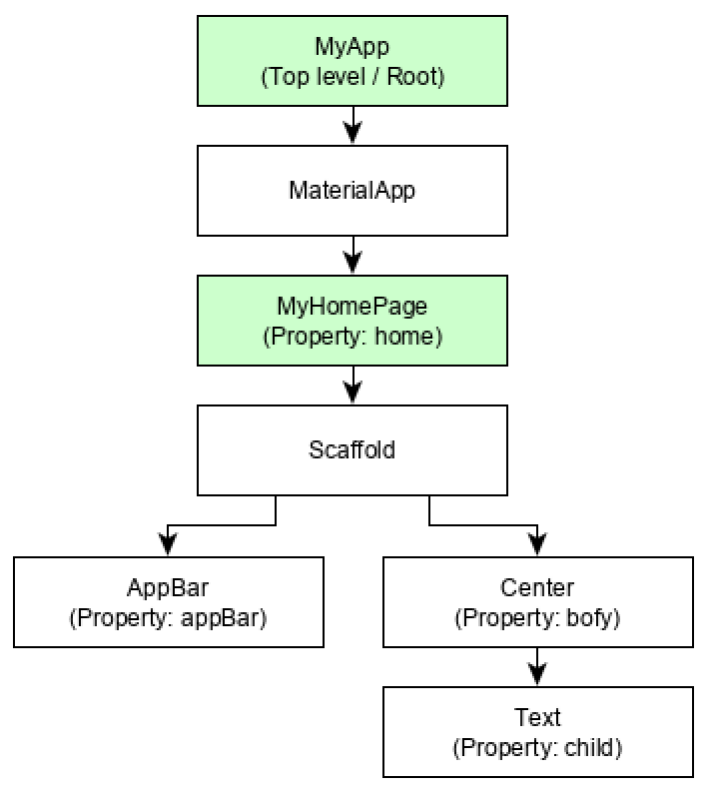 MyApp
(Top level / Root)
MaterialApp
MyHomePage
(Property: home)
Scaffold
AppBar
(Property: appBar)
Center
(Property: bofy)
Text
(Property: child)